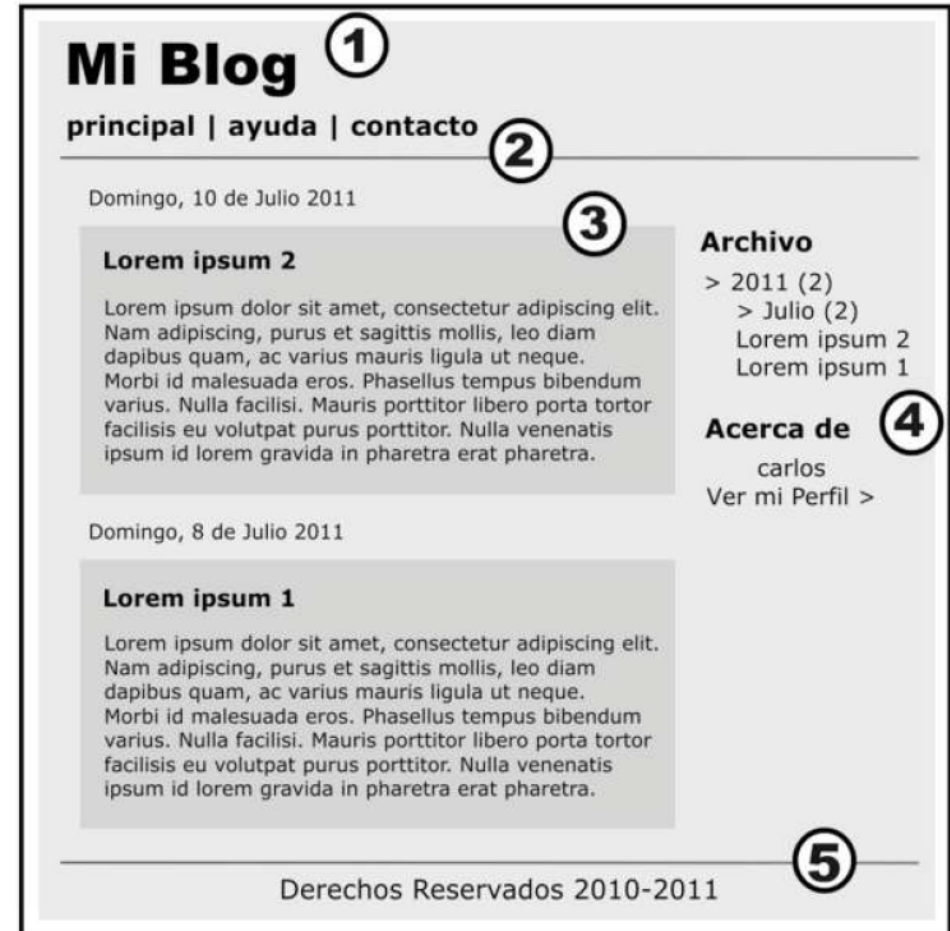 Mi Blog 1
principal | ayuda | contacto
2
Domingo, 10 de Julio 2011
3
Lorem ipsum 2
Lorem ipsum dolor sit amet, consectetur adipiscing elit.
Nam adipiscing, purus et sagittis mollis, leo diam
dapibus quam, ac varius mauris ligula ut neque.
Morbi id malesuada eros. Phasellus tempus bibendum
varius. Nulla facilisi. Mauris porttitor libero porta tortor
facilisis eu volutpat purus porttitor. Nulla venenatis
ipsum id lorem gravida in pharetra erat pharetra.
Domingo, 8 de Julio 2011
Lorem ipsum 1
Lorem ipsum dolor sit amet, consectetur adipiscing elit.
Nam adipiscing, purus et sagittis mollis, leo diam
dapibus quam, ac varius mauris ligula ut neque.
Morbi id malesuada eros. Phasellus tempus bibendum
varius. Nulla facilisi. Mauris porttitor libero porta tortor
facilisis eu volutpat purus porttitor. Nulla venenatis
ipsum id lorem gravida in pharetra erat pharetra.
Archivo
> 2011 (2)
> Julio (2)
Lorem ipsum 2
Lorem ipsum 1
4
Acerca de
carlos
Ver mi Perfil >
5
Derechos Reservados 2010-2011